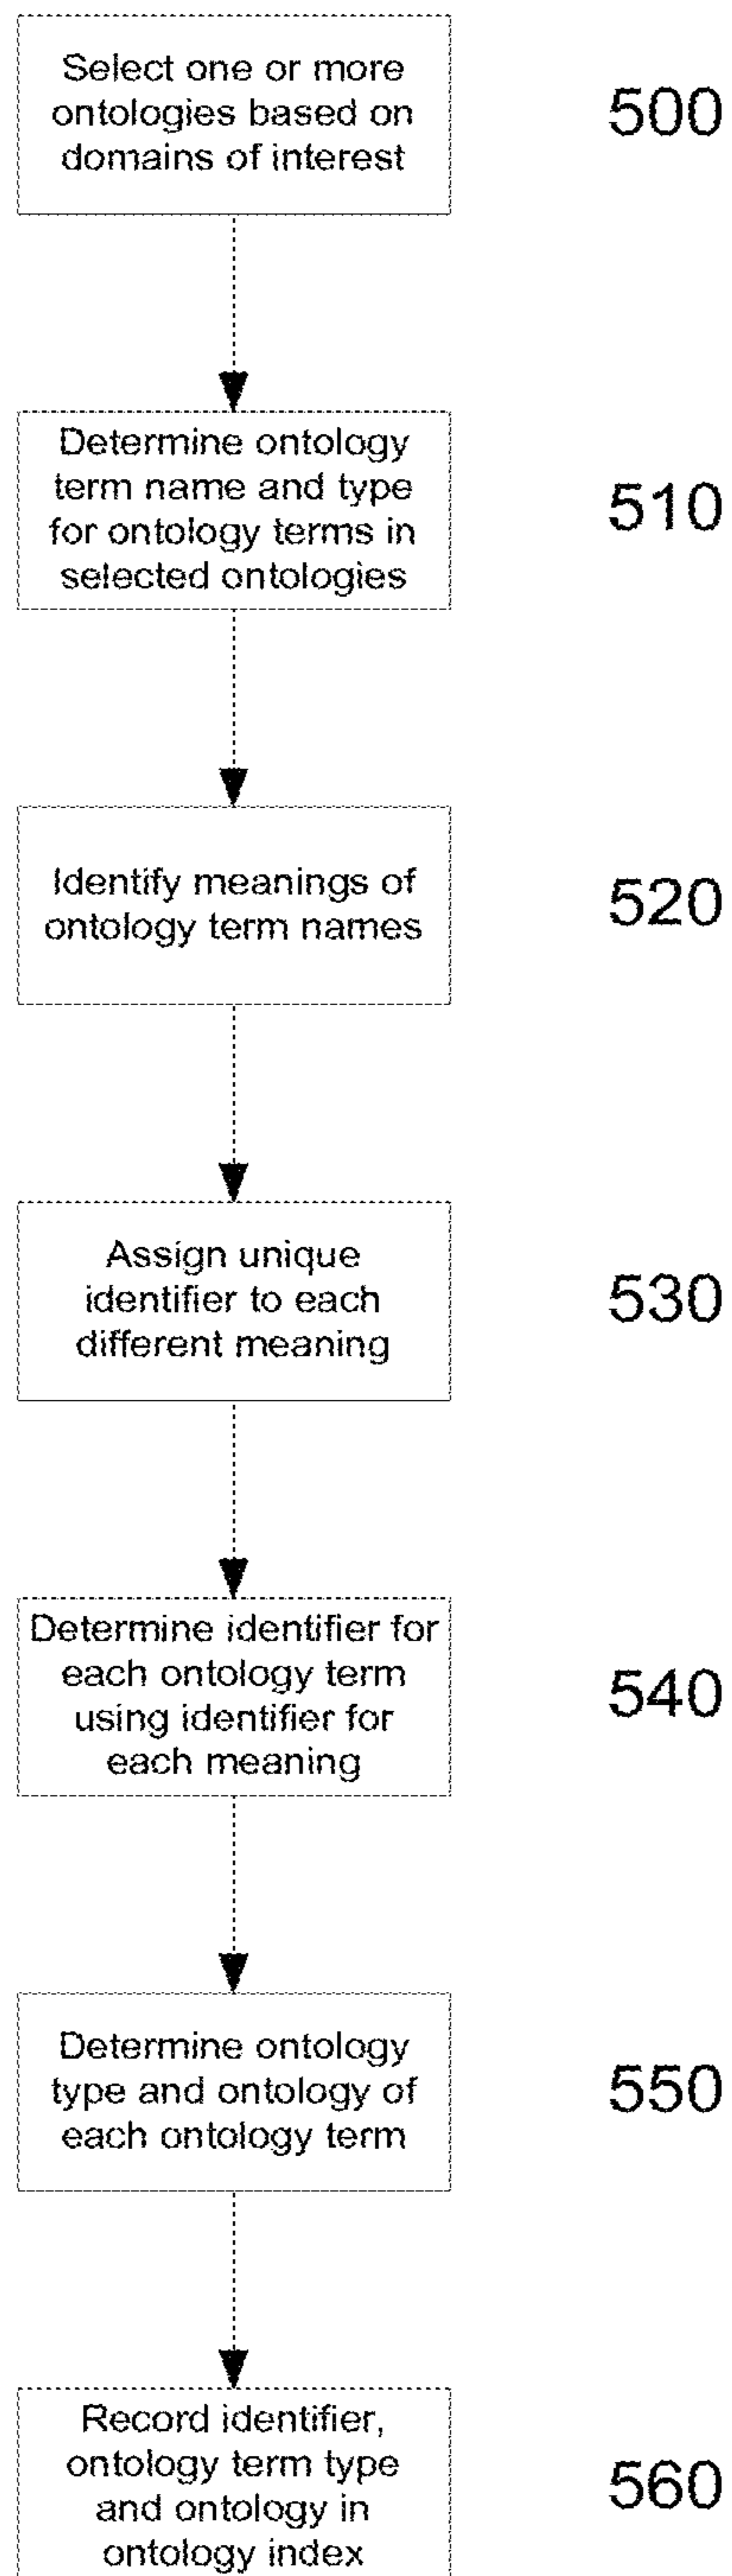 Select one or more
ontologies based on
domains of interest
500
Determine ontology
term name and type
for ontology terms in
selected ontologies
510
Identify meanings of
ontology term names
520
Assign unique
identifier to each
different meaning
530
Determine identifier for
each ontology term
using identifier for
each meaning
540
Determine ontology
type and ontology of
each ontology term
550
Record identifier,
ontology term type
and ontology in
ontology index
560